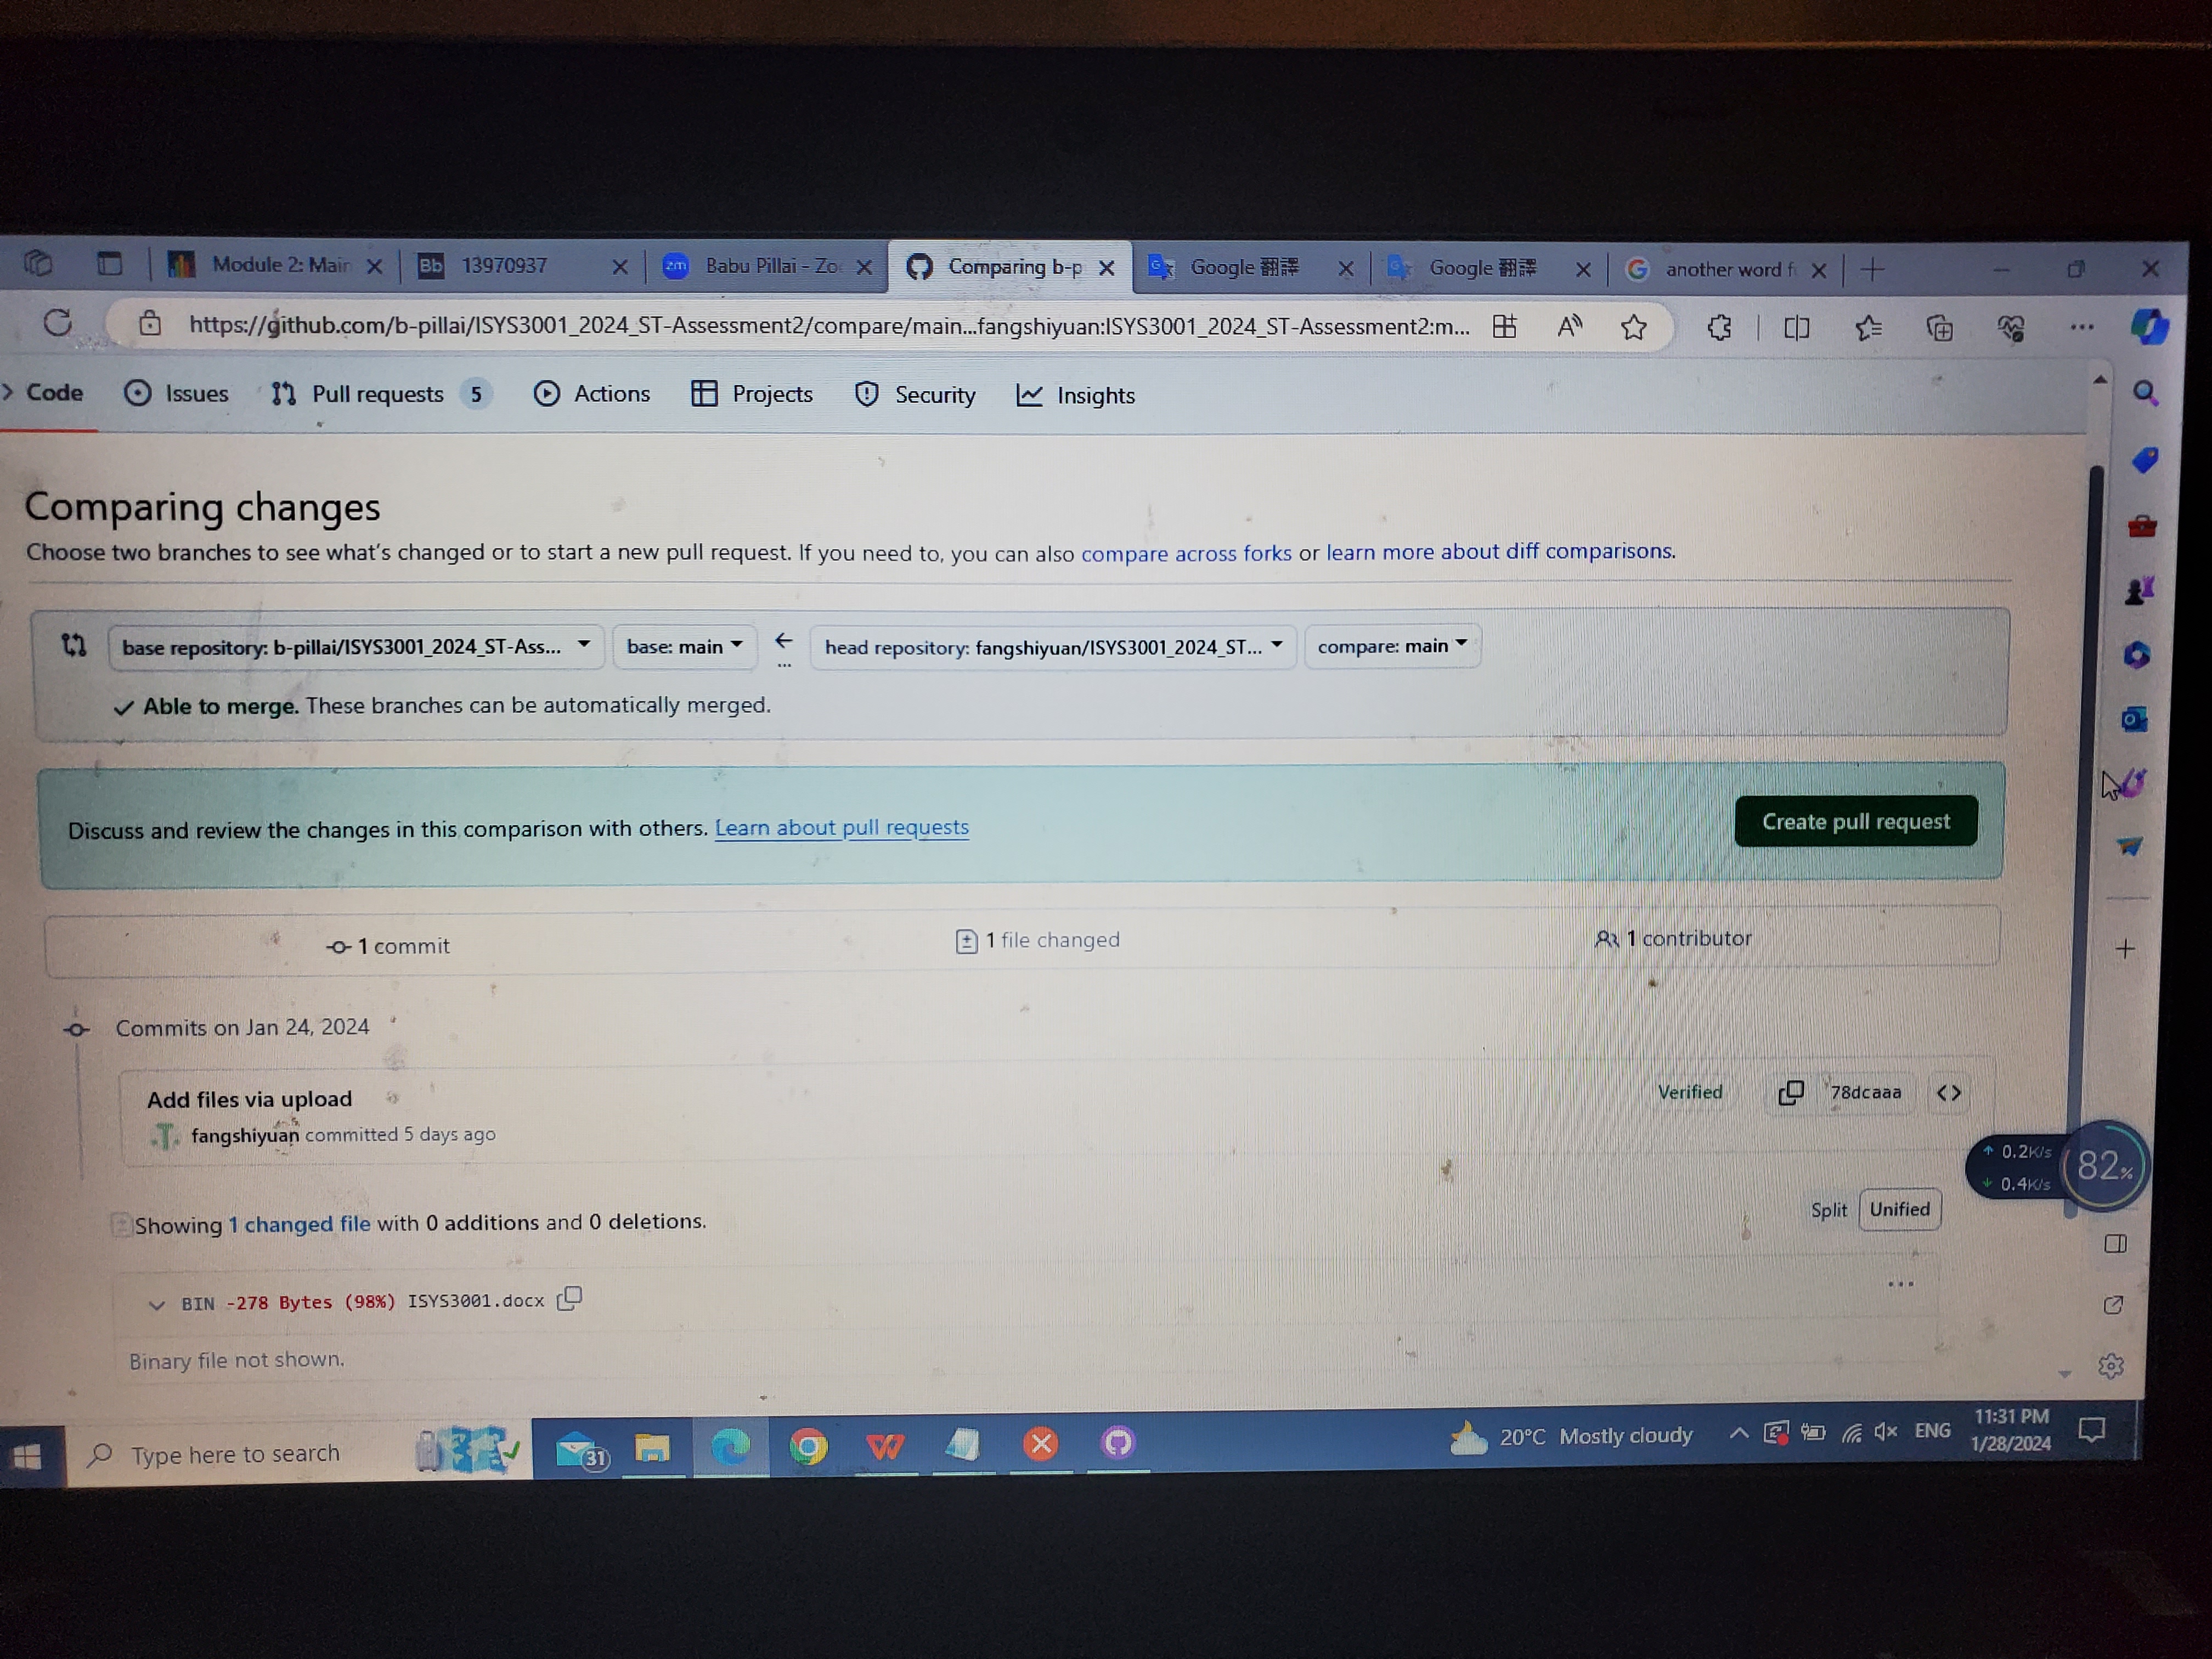 Module 2: Main
Bb 13970937
zm Babu Pillai - Zo
Comparing b-p
Google 翻譯
Google 翻譯
another word f
https://github.com/b-pillai/ISYS3001_2024_ST-Assessment2/compare/main...fangshiyuan:ISYS3001_2024_ST-Assessment2:m...
Code Issues Pull requests 5 Actions Projects Security Insights
Comparing changes
Choose two branches to see what's changed or to start a new pull request. If you need to, you can also compare across forks or learn more about diff comparisons.
base repository: b-pillai/ISYS3001_2024_ST-Ass... base: main ← ... head repository: fangshiyuan/ISYS3001_2024_ST... compare: main
✓ Able to merge. These branches can be automatically merged.
Discuss and review the changes in this comparison with others. Learn about pull requests
Create pull request
1 commit 1 file changed 1 contributor
Commits on Jan 24, 2024
Add files via upload
Verified 78dcaaa <>
fangshiyuan committed 5 days ago
↑ 0.2K/s
↓ 0.4K/s
82%
Showing 1 changed file with 0 additions and 0 deletions.
Split Unified
BIN -278 Bytes (98%) ISYS3001.docx
Binary file not shown.
Type here to search
31
20°C Mostly cloudy
ENG
11:31 PM
1/28/2024